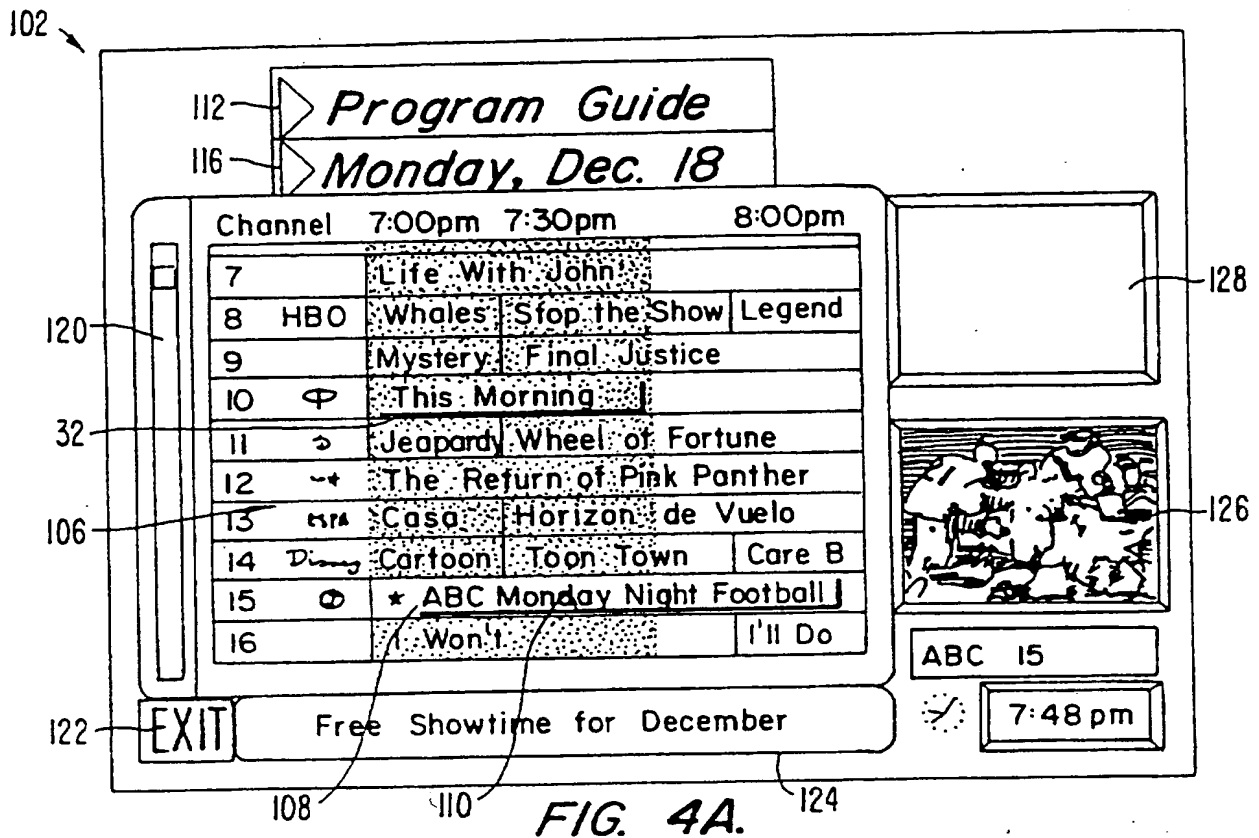 102
112
Program Guide
116
Monday, Dec. 18
Channel 7:00pm 7:30pm 8:00pm
7 Life With John
8 HBO Whales Stop the Show Legend
128
120
9 Mystery Final Justice
10 This Morning
32
11 Jeapardy Wheel of Fortune
12 The Return of Pink Panther
106
13 Casa Horizon de Vuelo
126
14 Disney Cartoon Toon Town Care B
15 ★ ABC Monday Night Football
16 I Won't I'll Do
ABC 15
122
EXIT
Free Showtime for December
7:48 pm
108
110
124
FIG. 4A.